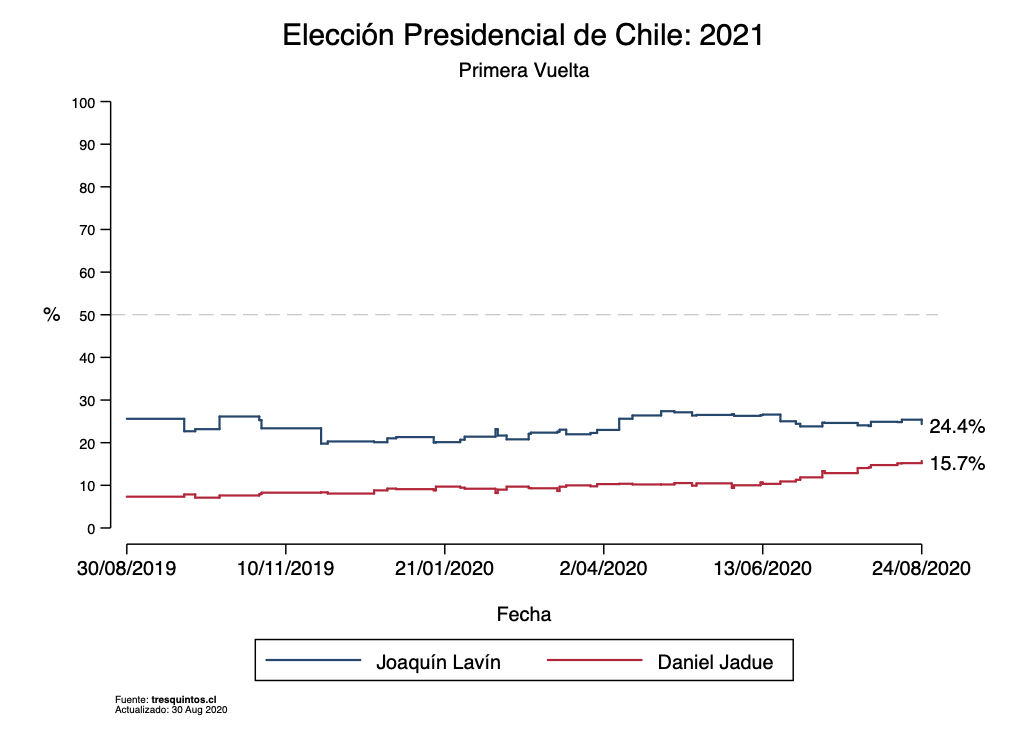 Elección Presidencial de Chile: 2021
Primera Vuelta
100
90
80
70
60
% 50
40
30
20
10
0
24.4%
15.7%
30/08/2019 10/11/2019 21/01/2020 2/04/2020 13/06/2020 24/08/2020
Fecha
Joaquín Lavín Daniel Jadue
Fuente: tresquintos.cl
Actualizado: 30 Aug 2020